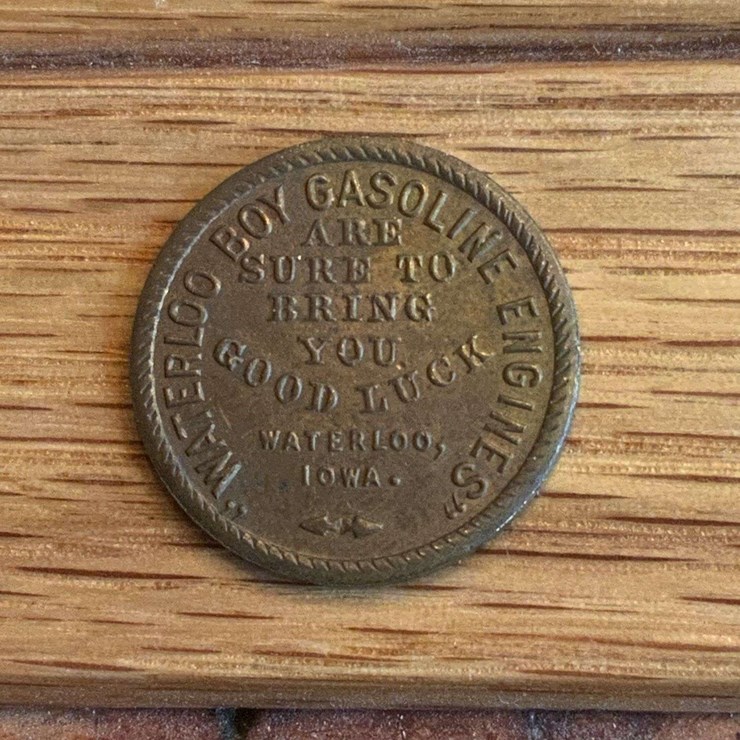 "WATERLOO BOY GASOLINE ENGINES"
ARE
SURE TO
BRING
YOU
GOOD LUCK
WATERLOO,
IOWA.